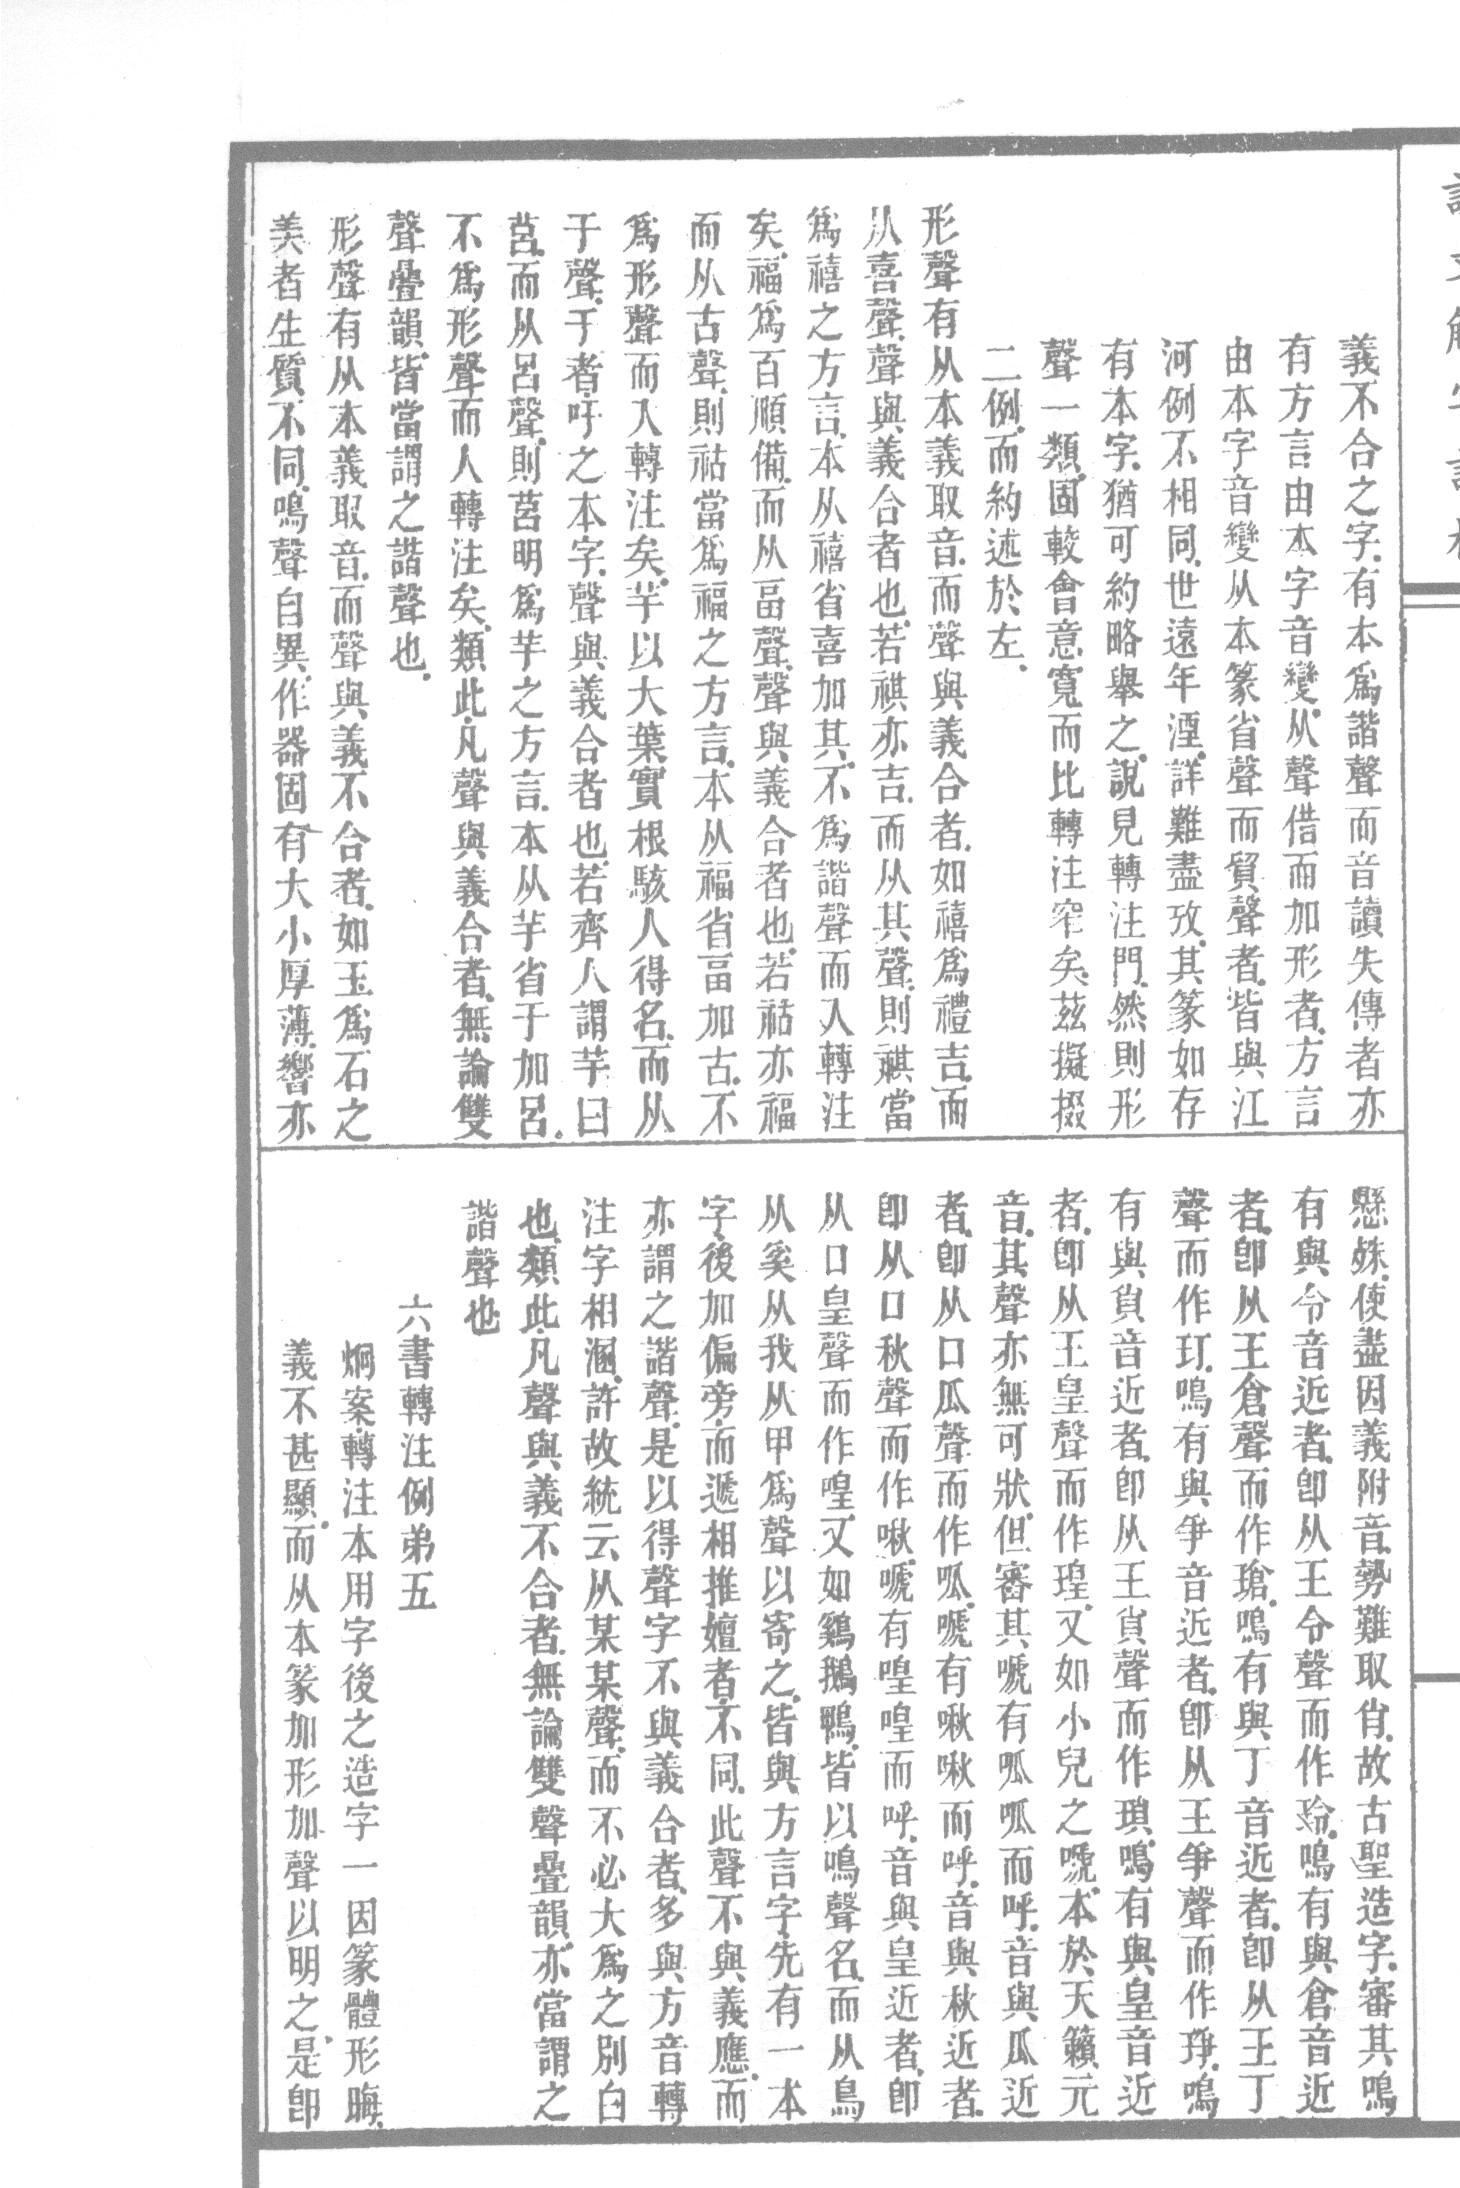 義不合之字.有本爲諧聲而音讀失傳者亦
有方言由本字音變从聲借而加形者.方言
由本字音變从本篆省聲而貿聲者.皆與江
河例不相同.世遠年湮.詳難盡攷.其篆如存
有本字.猶可約略舉之.說見轉注門.然則形
聲一類.固較會意寬而比轉注窄矣.茲擬掇
二例.而約述於左.
形聲有从本義取音.而聲與義合者.如禧爲禮吉.而
从喜聲.聲與義合者也.若祺亦吉.而从其聲.則祺當
爲禧之方言.本从禧省喜加其.不爲諧聲而入轉注
矣.福爲百順備.而从畐聲.聲與義合者也.若祜亦福
而从古聲.則祜當爲福之方言.本从福省畐加古.不
爲形聲而入轉注矣.芋以大葉實根駭人得名.而从
于聲.于者.吁之本字.聲與義合者也.若齊人謂芋曰
莒.而从呂聲.則莒明爲芋之方言.本从芋省于加呂.
不爲形聲而人轉注矣.類此.凡聲與義合者.無論雙
聲疊韻.皆當謂之諧聲也.
形聲有从本義取音.而聲與義不合者.如玉爲石之
美者.生質不同.鳴聲自異.作器固有大小厚薄.響亦
懸殊.使盡因義附音.勢難取肖.故古聖造字.審其鳴
有與令音近者.卽从王令聲而作玲.鳴有與倉音近
者.卽从王倉聲而作瑲.鳴有與丁音近者.卽从王丁
聲而作玎.鳴有與爭音近者.卽从王爭聲而作琤.鳴
有與𧴪音近者.卽从王𧴪聲而作瑣.鳴有與皇音近
者.卽从王皇聲而作瑝.又如小兒之嗁.本於天籟元
音.其聲亦無可狀.但審其嗁有呱呱而呼.音與瓜近
者.卽从口瓜聲而作呱.嗁有啾啾而呼.音與秋近者.
卽从口秋聲而作啾.嗁有喤喤而呼.音與皇近者.卽
从口皇聲而作喤.又如鷄鵝鴨.皆以鳴聲名.而从鳥
从奚从我从甲爲聲以寄之.皆與方言字.先有一本
字.後加偏旁.而遞相推嬗者.不同.此聲不與義應.而
亦謂之諧聲.是以得聲字不與義合者.多與方音轉
注字相溷.許故統云从某某聲.而不必大爲之別白
也.類此.凡聲與義不合者.無論雙聲疊韻.亦當謂之
諧聲也
六書轉注例弟五
炯案.轉注本用字後之造字一因篆體形晦.
義不甚顯.而从本篆加形加聲以明之.是卽